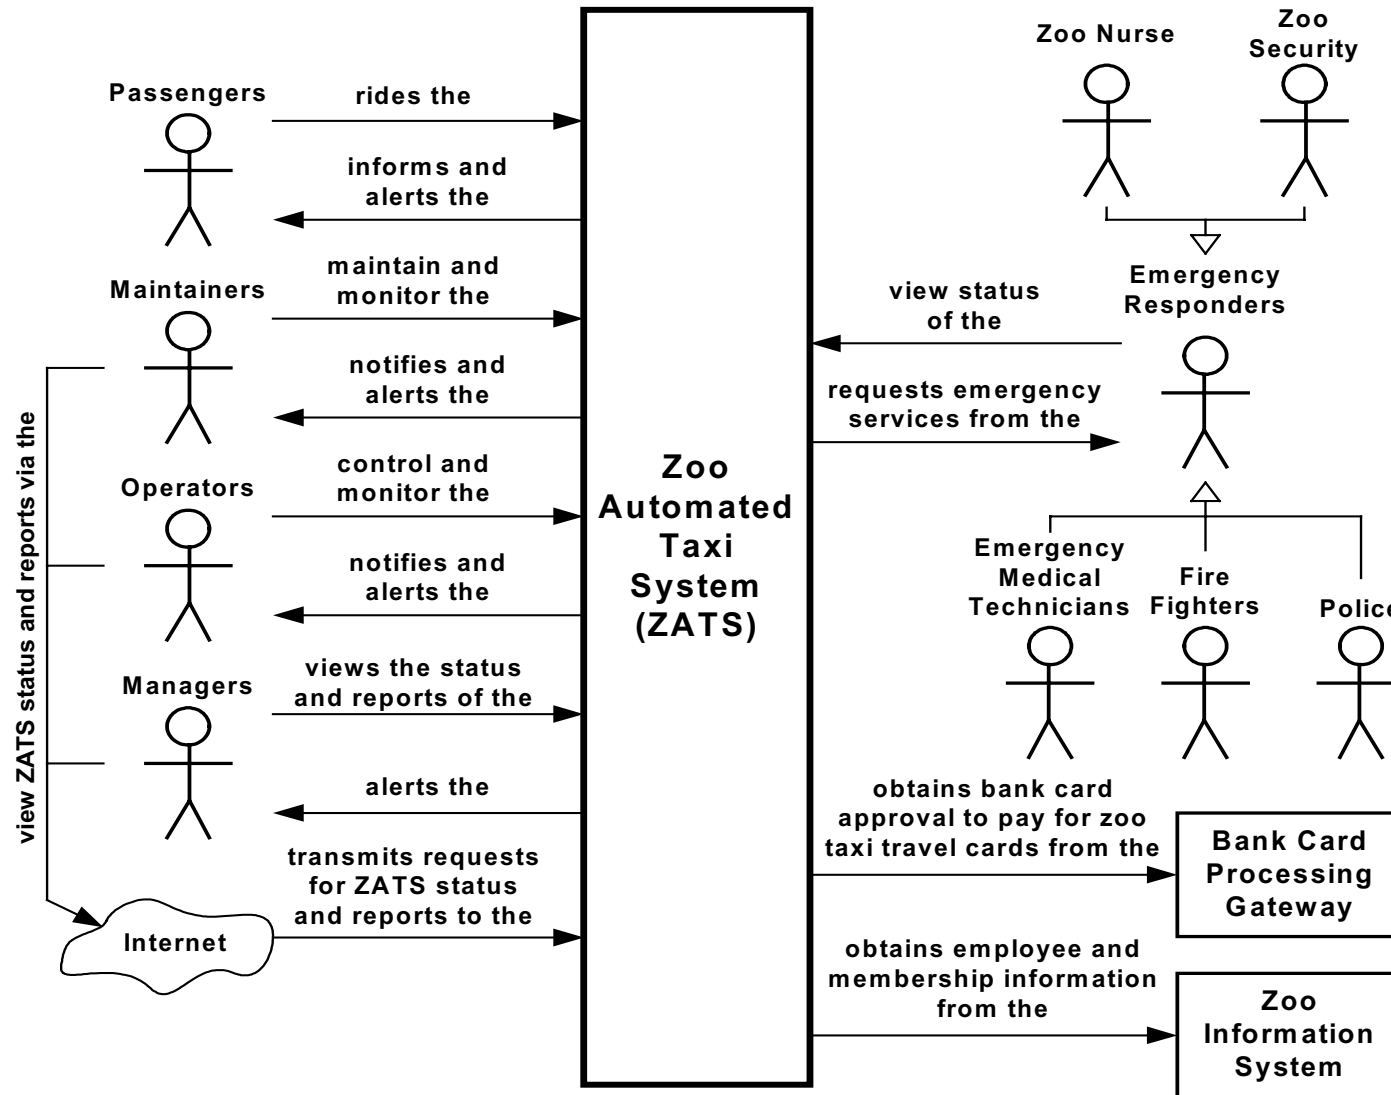 Passengers
rides the
informs and
alerts the
Maintainers
maintain and
monitor the
notifies and
alerts the
Operators
control and
monitor the
notifies and
alerts the
Managers
views the status
and reports of the
alerts the
view ZATS status and reports via the
Internet
transmits requests
for ZATS status
and reports to the
Zoo
Automated
Taxi
System
(ZATS)
Zoo Nurse
Zoo
Security
Emergency
Responders
view status
of the
requests emergency
services from the
Emergency
Medical
Technicians
Fire
Fighters
Police
obtains bank card
approval to pay for zoo
taxi travel cards from the
Bank Card
Processing
Gateway
obtains employee and
membership information
from the
Zoo
Information
System